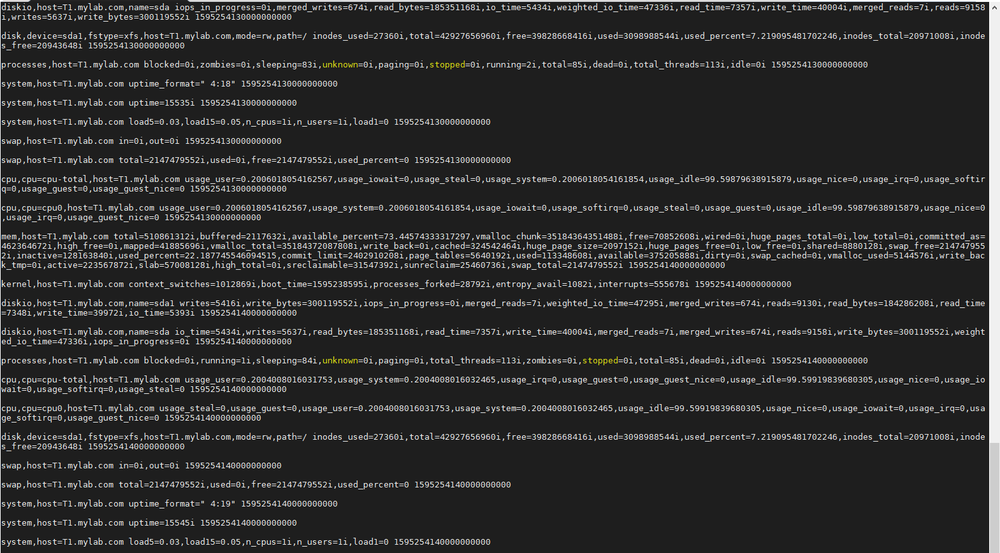 diskio,host=T1.mylab.com,name=sda iops_in_progress=0i,merged_writes=674i,read_bytes=185351168i,io_time=5434i,weighted_io_time=47336i,read_time=7357i,write_time=40004i,merged_reads=7i,reads=9158
i,writes=5637i,write_bytes=300119552i 1595254130000000000
disk,device=sda1,fstype=xfs,host=T1.mylab.com,mode=rw,path=/ inodes_used=27360i,total=42927656960i,free=39828668416i,used=3098988544i,used_percent=7.219095481702246,inodes_total=20971008i,inode
s_free=20943648i 1595254130000000000
processes,host=T1.mylab.com blocked=0i,zombies=0i,sleeping=83i,unknown=0i,paging=0i,stopped=0i,running=2i,total=85i,dead=0i,total_threads=113i,idle=0i 1595254130000000000
system,host=T1.mylab.com uptime_format=" 4:18" 1595254130000000000
system,host=T1.mylab.com uptime=15535i 1595254130000000000
system,host=T1.mylab.com load5=0.03,load15=0.05,n_cpus=1i,n_users=1i,load1=0 1595254130000000000
swap,host=T1.mylab.com in=0i,out=0i 1595254130000000000
swap,host=T1.mylab.com total=2147479552i,used=0i,free=2147479552i,used_percent=0 1595254130000000000
cpu,cpu=cpu-total,host=T1.mylab.com usage_user=0.2006018054162567,usage_iowait=0,usage_steal=0,usage_system=0.2006018054161854,usage_idle=99.59879638915879,usage_nice=0,usage_irq=0,usage_softir
q=0,usage_guest=0,usage_guest_nice=0 1595254130000000000
cpu,cpu=cpu0,host=T1.mylab.com usage_user=0.2006018054162567,usage_system=0.2006018054161854,usage_iowait=0,usage_softirq=0,usage_steal=0,usage_guest=0,usage_idle=99.59879638915879,usage_nice=0
,usage_irq=0,usage_guest_nice=0 1595254130000000000
mem,host=T1.mylab.com total=510861312i,buffered=2117632i,available_percent=73.44574333317297,vmalloc_chunk=35184364351488i,free=70852608i,wired=0i,huge_pages_total=0i,low_total=0i,committed_as=
462364672i,high_free=0i,mapped=41885696i,vmalloc_total=35184372087808i,write_back=0i,cached=324542464i,huge_page_size=2097152i,huge_pages_free=0i,low_free=0i,shared=8880128i,swap_free=214747955
2i,inactive=128163840i,used_percent=22.187745546094515,commit_limit=2402910208i,page_tables=5640192i,used=113348608i,available=375205888i,dirty=0i,swap_cached=0i,vmalloc_used=5144576i,write_bac
k_tmp=0i,active=223567872i,slab=57008128i,high_total=0i,sreclaimable=31547392i,sunreclaim=25460736i,swap_total=2147479552i 1595254140000000000
kernel,host=T1.mylab.com context_switches=1012869i,boot_time=1595238595i,processes_forked=28792i,entropy_avail=1082i,interrupts=555678i 1595254140000000000
diskio,host=T1.mylab.com,name=sda1 writes=5416i,write_bytes=300119552i,iops_in_progress=0i,merged_reads=7i,weighted_io_time=47295i,merged_writes=674i,reads=9130i,read_bytes=184286208i,read_time
=7348i,write_time=39972i,io_time=5393i 1595254140000000000
diskio,host=T1.mylab.com,name=sda io_time=5434i,writes=5637i,read_bytes=185351168i,read_time=7357i,write_time=40004i,merged_reads=7i,merged_writes=674i,reads=9158i,write_bytes=300119552i,weight
ed_io_time=47336i,iops_in_progress=0i 1595254140000000000
processes,host=T1.mylab.com blocked=0i,running=1i,sleeping=84i,unknown=0i,paging=0i,total_threads=113i,zombies=0i,stopped=0i,total=85i,dead=0i,idle=0i 1595254140000000000
cpu,cpu=cpu-total,host=T1.mylab.com usage_user=0.2004008016031753,usage_system=0.2004008016032465,usage_irq=0,usage_guest=0,usage_guest_nice=0,usage_idle=99.59919839680305,usage_nice=0,usage_io
wait=0,usage_softirq=0,usage_steal=0 1595254140000000000
cpu,cpu=cpu0,host=T1.mylab.com usage_steal=0,usage_guest=0,usage_user=0.2004008016031753,usage_system=0.2004008016032465,usage_idle=99.59919839680305,usage_nice=0,usage_iowait=0,usage_irq=0,usa
ge_softirq=0,usage_guest_nice=0 1595254140000000000
disk,device=sda1,fstype=xfs,host=T1.mylab.com,mode=rw,path=/ inodes_used=27360i,total=42927656960i,free=39828668416i,used=3098988544i,used_percent=7.219095481702246,inodes_total=20971008i,inode
s_free=20943648i 1595254140000000000
swap,host=T1.mylab.com in=0i,out=0i 1595254140000000000
swap,host=T1.mylab.com total=2147479552i,used=0i,free=2147479552i,used_percent=0 1595254140000000000
system,host=T1.mylab.com uptime_format=" 4:19" 1595254140000000000
system,host=T1.mylab.com uptime=15545i 1595254140000000000
system,host=T1.mylab.com load5=0.03,load15=0.05,n_cpus=1i,n_users=1i,load1=0 1595254140000000000